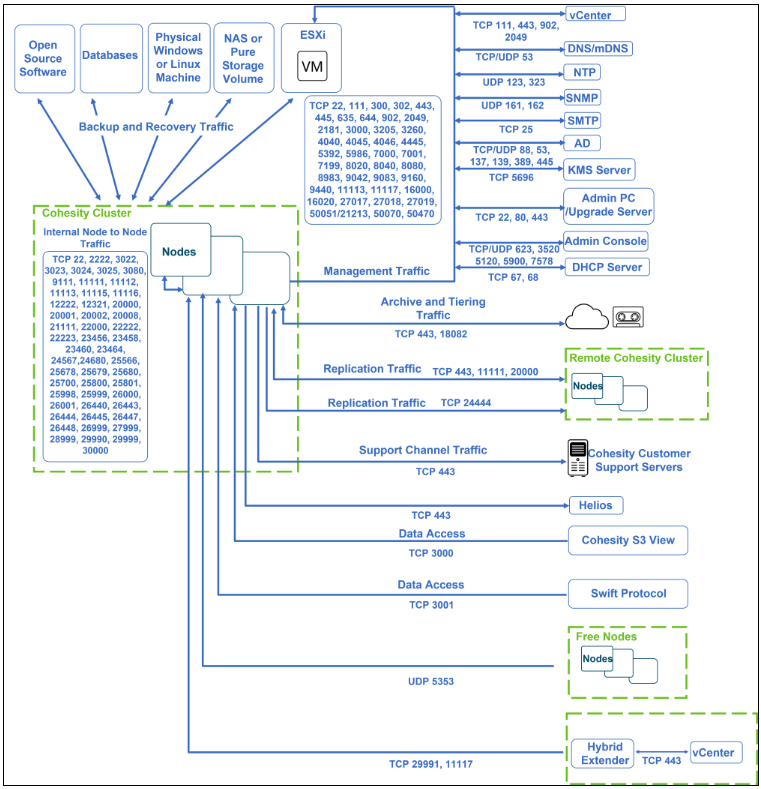 Open
Source
Software
Databases
Physical
Windows
or Linux
Machine
NAS or
Pure
Storage
Volume
ESXi
VM
Backup and Recovery Traffic
TCP 22, 111, 300, 302, 443,
445, 635, 644, 902, 2049,
2181, 3000, 3205, 3260,
4040, 4045, 4046, 4445,
5392, 5986, 7000, 7001,
7199, 8020, 8040, 8080,
8983, 9042, 9083, 9160,
9440, 11113, 11117, 16000,
16020, 27017, 27018, 27019,
50051/21213, 50070, 50470
vCenter
TCP 111, 443, 902,
2049
DNS/mDNS
TCP/UDP 53
NTP
UDP 123, 323
SNMP
UDP 161, 162
SMTP
TCP 25
AD
TCP/UDP 88, 53,
137, 139, 389, 445
KMS Server
TCP 5696
Admin PC
/Upgrade Server
TCP 22, 80, 443
Admin Console
TCP/UDP 623, 3520
5120, 5900, 7578
DHCP Server
TCP 67, 68
Cohesity Cluster
Internal Node to Node
Traffic
TCP 22, 2222, 3022,
3023, 3024, 3025, 3080,
9111, 11111, 11112,
11113, 11115, 11116,
12222, 12321, 20000,
20001, 20002, 20008,
21111, 22000, 22222,
22223, 23456, 23458,
23460, 23464,
24567,24680, 25566,
25678, 25679, 25680,
25700, 25800, 25801,
25998, 25999, 26000,
26001, 26440, 26443,
26444, 26445, 26447,
26448, 26999, 27999,
28999, 29990, 29999,
30000
Nodes
Management Traffic
Archive and Tiering
Traffic
TCP 443, 18082
Remote Cohesity Cluster
Nodes
Replication Traffic
TCP 443, 11111, 20000
Replication Traffic
TCP 24444
Support Channel Traffic
TCP 443
Cohesity Customer
Support Servers
TCP 443
Helios
Data Access
TCP 3000
Cohesity S3 View
Data Access
TCP 3001
Swift Protocol
Free Nodes
Nodes
UDP 5353
Hybrid
Extender
TCP 443
vCenter
TCP 29991, 11117